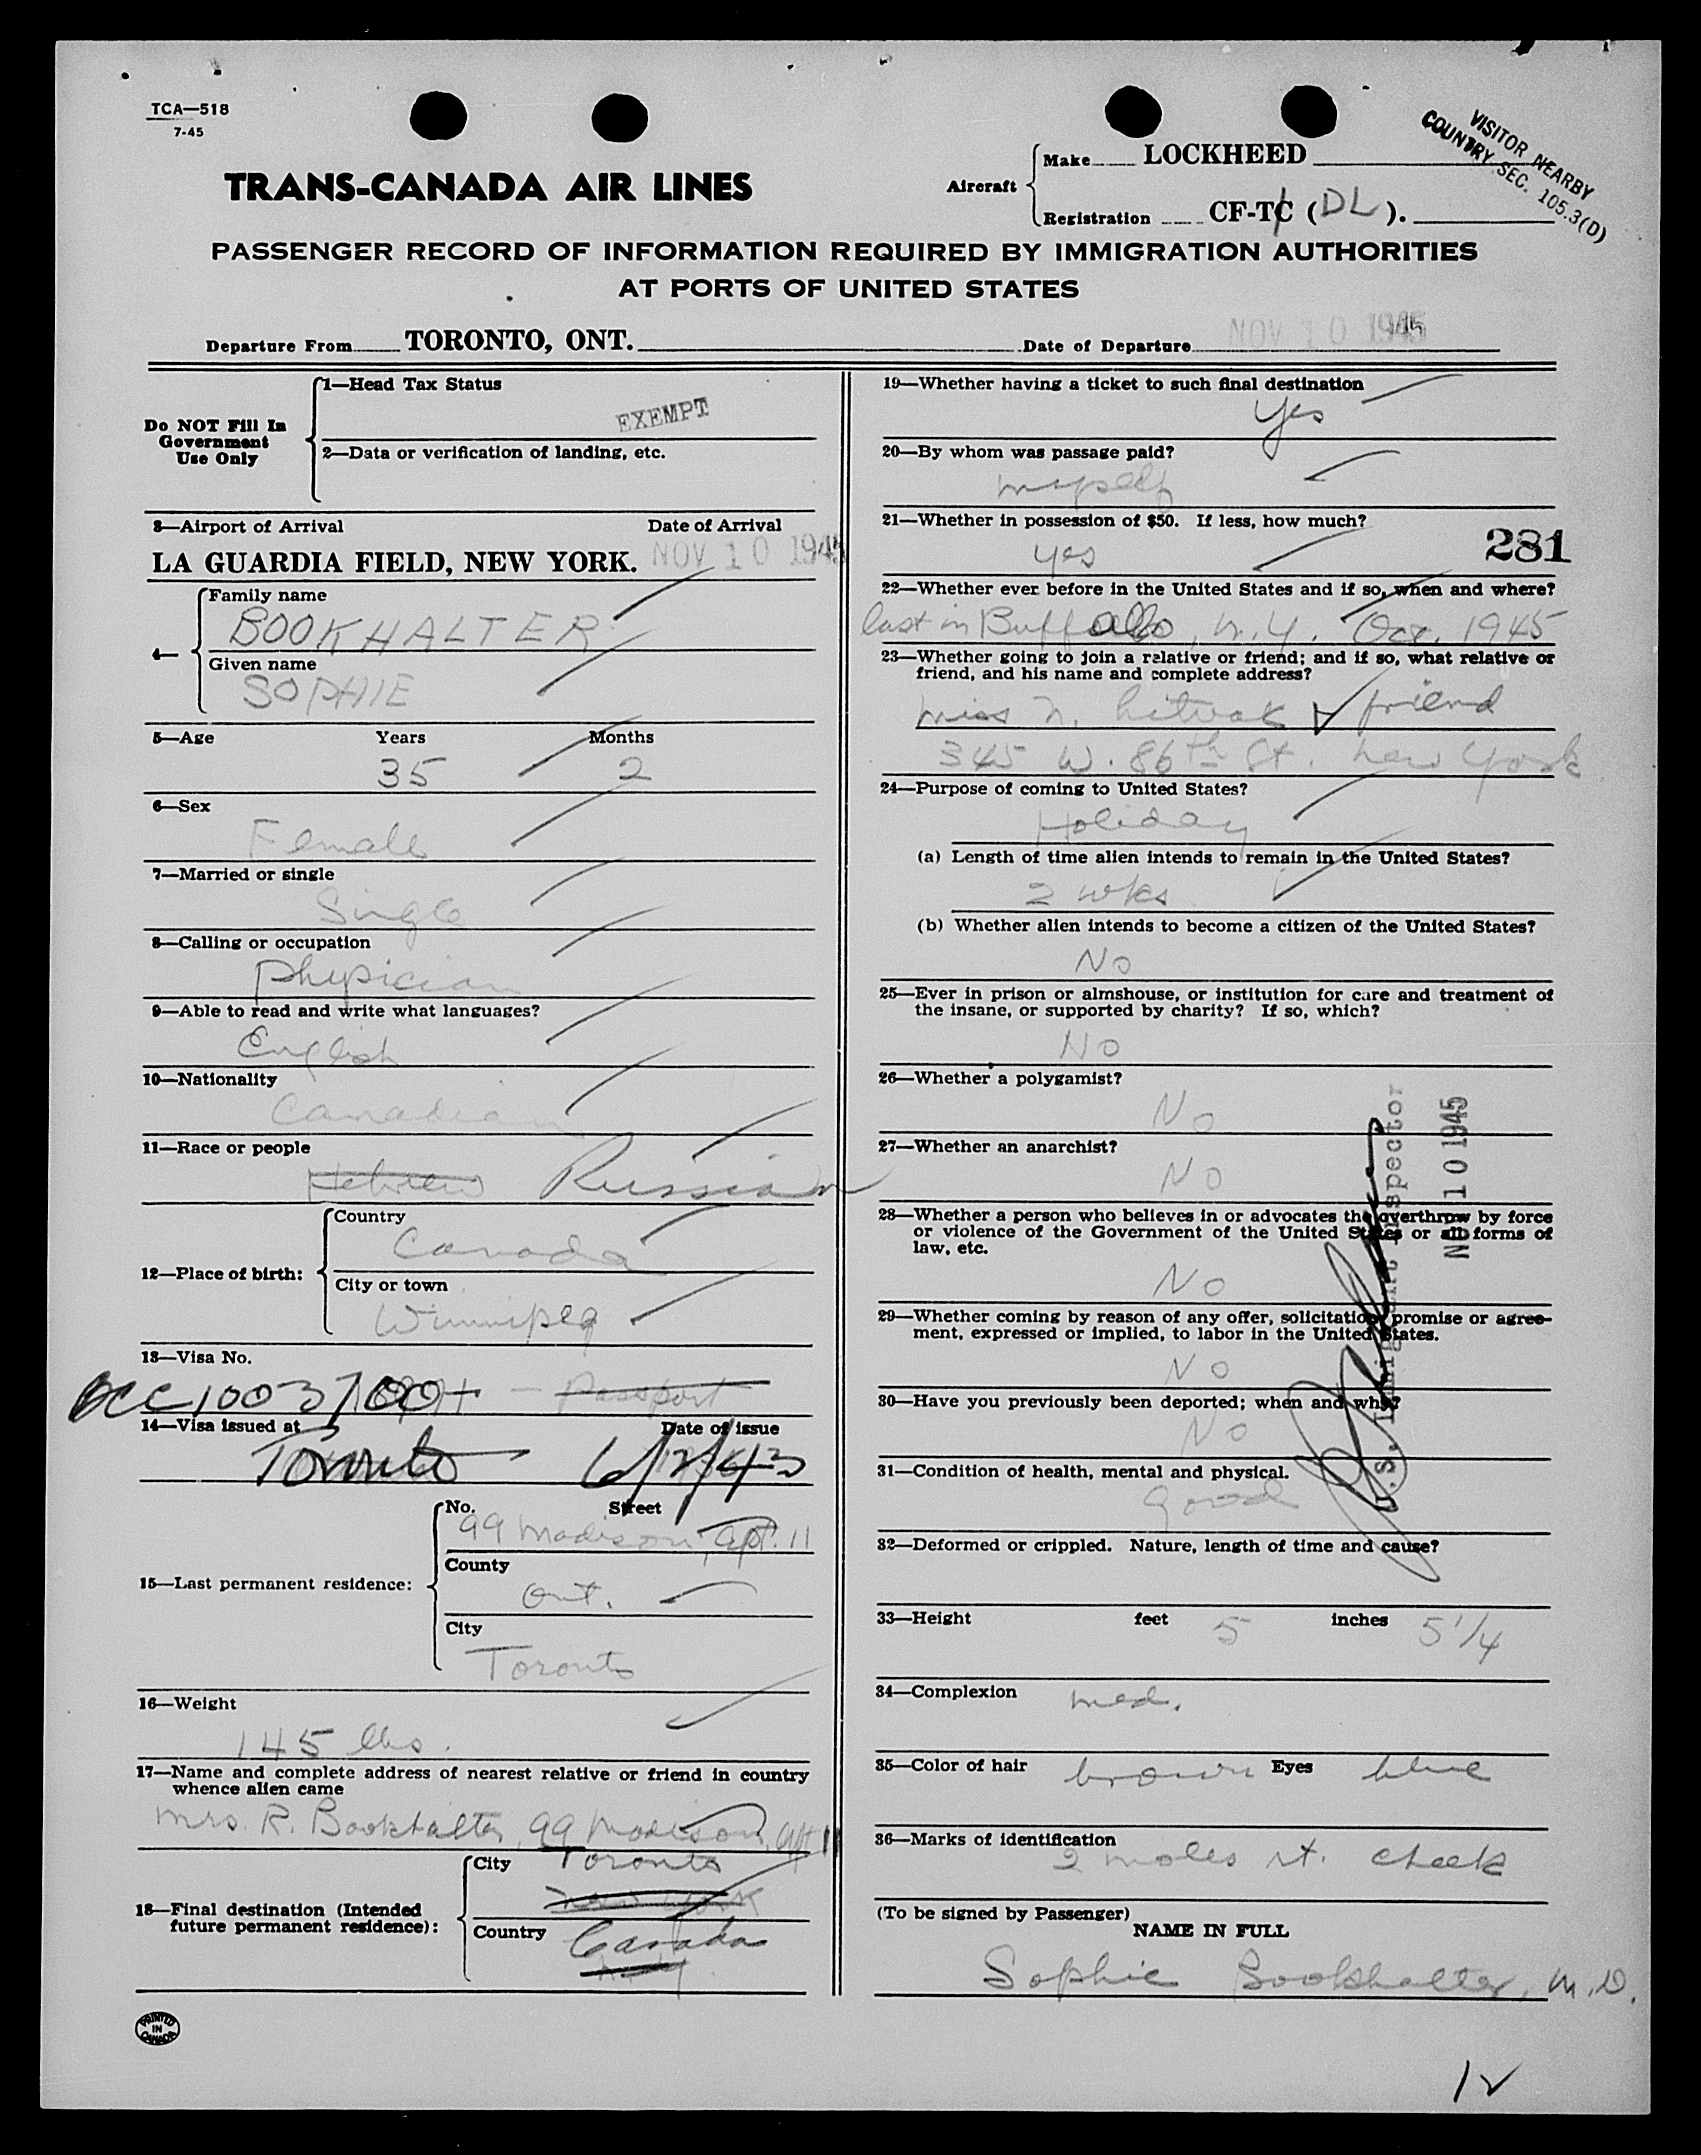 TCA—518
7-45
TRANS-CANADA AIR LINES
Aircraft
Make LOCKHEED
Registration CF-TC (DL).
VISITOR NEARBY
COUNTRY SEC. 105.3(D)
PASSENGER RECORD OF INFORMATION REQUIRED BY IMMIGRATION AUTHORITIES
AT PORTS OF UNITED STATES
Departure From TORONTO, ONT. Date of Departure NOV 10 1945
Do NOT Fill In
Government
Use Only
1—Head Tax Status
EXEMPT
2—Data or verification of landing, etc.
3—Airport of Arrival Date of Arrival
LA GUARDIA FIELD, NEW YORK. NOV 10 1945
4—
Family name
BOOKHALTER
Given name
SOPHIE
5—Age Years Months
35 2
6—Sex
Female
7—Married or single
Single
8—Calling or occupation
Physician
9—Able to read and write what languages?
English
10—Nationality
Canadian
11—Race or people
Hebrew Russian
12—Place of birth:
Country
Canada
City or town
Winnipeg
13—Visa No.
Passport
14—Visa issued at Date of issue
Toronto 6/2/43
15—Last permanent residence:
No. Street
99 Madison, Apt. 11
County
Ont.
City
Toronto
16—Weight
145 lbs.
17—Name and complete address of nearest relative or friend in country
whence alien came
Mrs. R. Bookhalter, 99 Madison, Apt 11
Toronto
18—Final destination (Intended
future permanent residence):
City
New York
Country
Canada
19—Whether having a ticket to such final destination
Yes
20—By whom was passage paid?
myself
21—Whether in possession of $50. If less, how much?
yes
281
22—Whether ever before in the United States and if so, when and where?
last in Buffalo, N.Y. Oct. 1945
23—Whether going to join a relative or friend; and if so, what relative or
friend, and his name and complete address?
Miss N. Litvak friend
345 W. 86th St. New York
24—Purpose of coming to United States?
Holiday
(a) Length of time alien intends to remain in the United States?
2 wks
(b) Whether alien intends to become a citizen of the United States?
No
25—Ever in prison or almshouse, or institution for care and treatment of
the insane, or supported by charity? If so, which?
No
26—Whether a polygamist?
No
27—Whether an anarchist?
No
28—Whether a person who believes in or advocates the overthrow by force
or violence of the Government of the United States or all forms of
law, etc.
No
29—Whether coming by reason of any offer, solicitation, promise or agree-
ment, expressed or implied, to labor in the United States.
No
30—Have you previously been deported; when and why?
No
U.S. Immigrant Inspector
NOV 10 1945
31—Condition of health, mental and physical.
good
32—Deformed or crippled. Nature, length of time and cause?
33—Height feet 5 inches 5 1/4
34—Complexion med.
35—Color of hair brown Eyes blue
36—Marks of identification
2 moles rt. cheek
(To be signed by Passenger)
NAME IN FULL
Sophie Bookhalter, M.D.
PRINTED
IN
CANADA